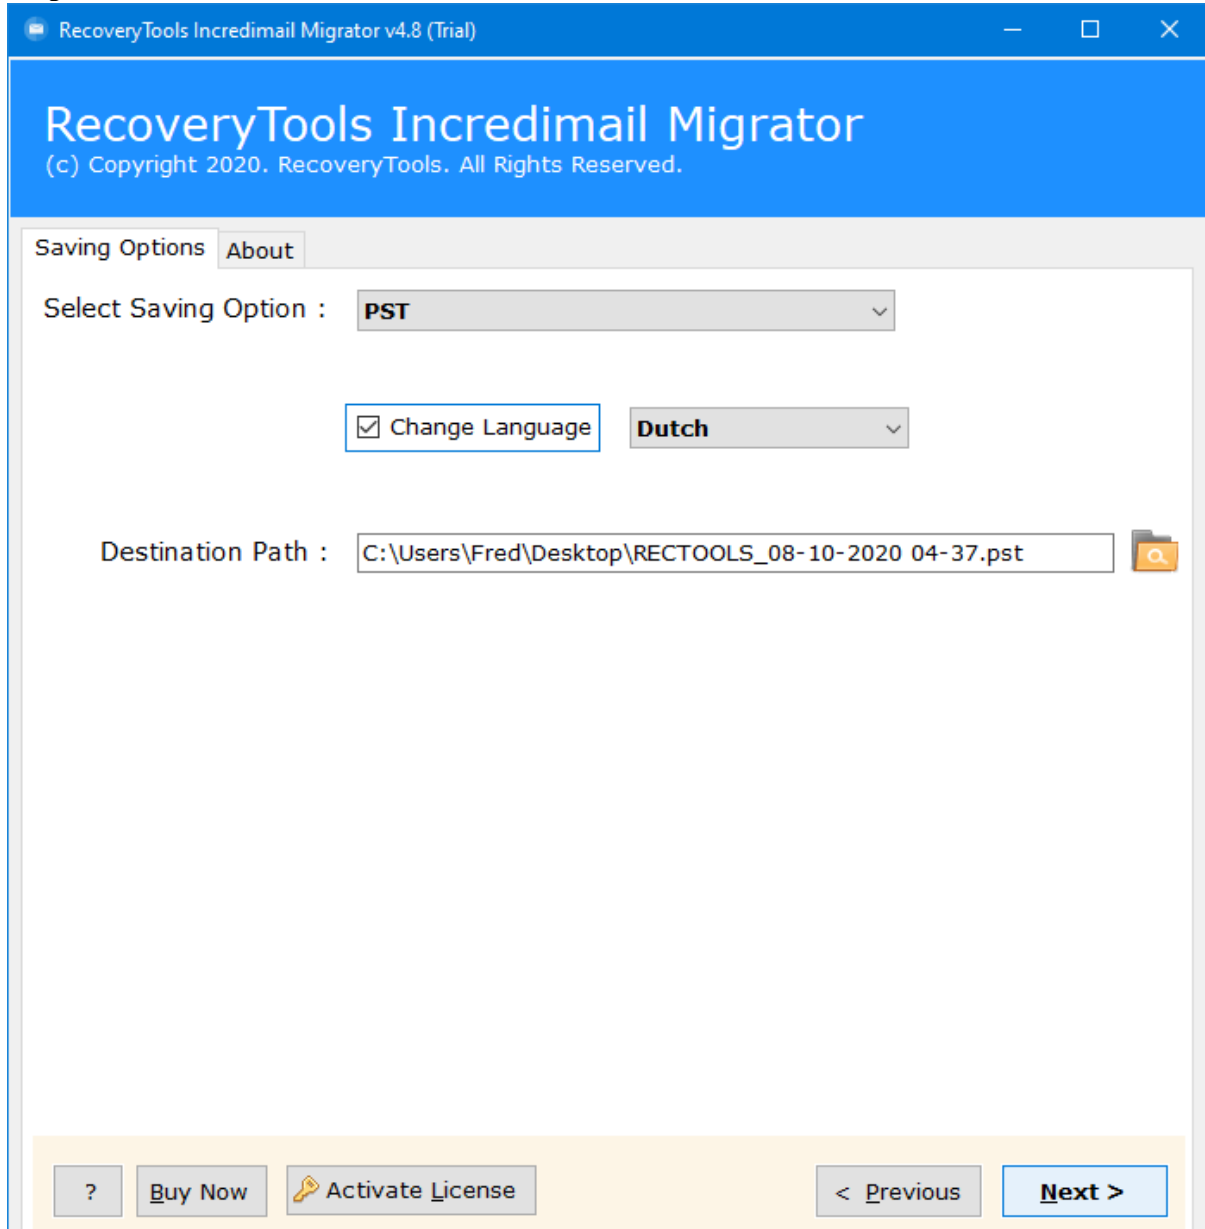 RecoveryTools Incredimail Migrator v4.8 (Trial)
RecoveryTools Incredimail Migrator
(c) Copyright 2020. RecoveryTools. All Rights Reserved.
Saving Options About
Select Saving Option : PST
Change Language Dutch
Destination Path : C:\Users\Fred\Desktop\RECTOOLS_08-10-2020 04-37.pst
? Buy Now Activate License < Previous Next >